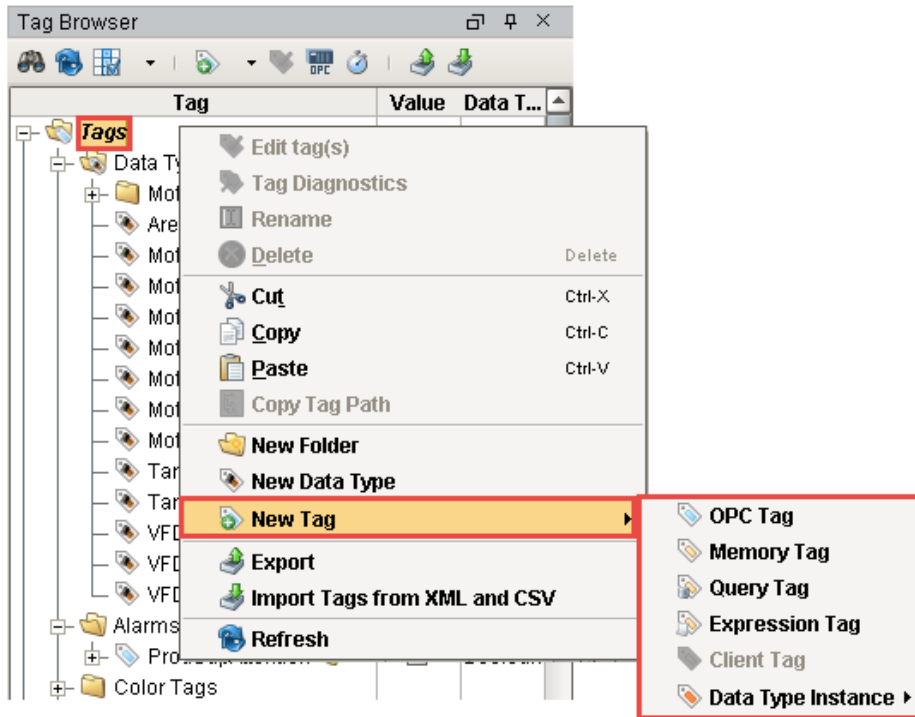 Tag Browser
OPC
Tag Value Data T...
Tags
Data Ty
Mot
Are
Mot
Mot
Mot
Mot
Mot
Mot
Mot
Tan
Tan
VFD
VFD
VFD
Alarms
Color Tags
Edit tag(s)
Tag Diagnostics
Rename
Delete Delete
Cut Ctrl-X
Copy Ctrl-C
Paste Ctrl-V
Copy Tag Path
New Folder
New Data Type
New Tag
Export
Import Tags from XML and CSV
Refresh
OPC Tag
Memory Tag
Query Tag
Expression Tag
Client Tag
Data Type Instance